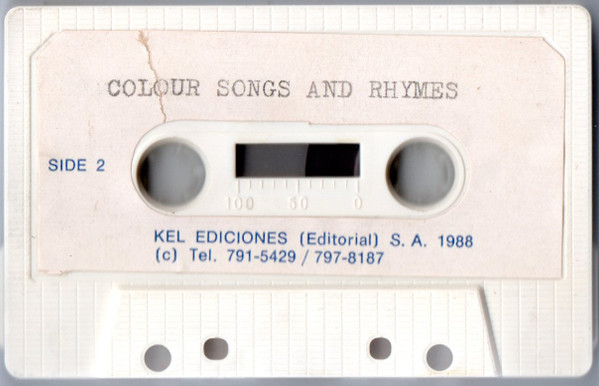 COLOUR SONGS AND RHYMES
SIDE 2
100 50 0
KEL EDICIONES (Editorial) S. A. 1988
(c) Tel. 791-5429 / 797-8187